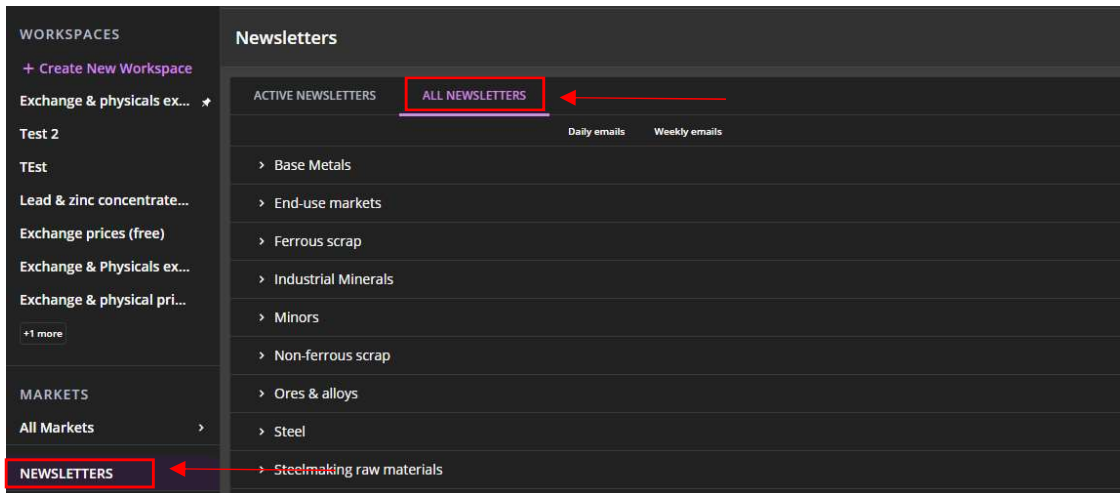 WORKSPACES
+ Create New Workspace
Exchange & physicals ex...
Test 2
TEst
Lead & zinc concentrate...
Exchange prices (free)
Exchange & Physicals ex...
Exchange & physical pri...
+1 more
MARKETS
All Markets
NEWSLETTERS
Newsletters
ACTIVE NEWSLETTERS ALL NEWSLETTERS
Daily emails Weekly emails
Base Metals
End-use markets
Ferrous scrap
Industrial Minerals
Minors
Non-ferrous scrap
Ores & alloys
Steel
Steelmaking raw materials